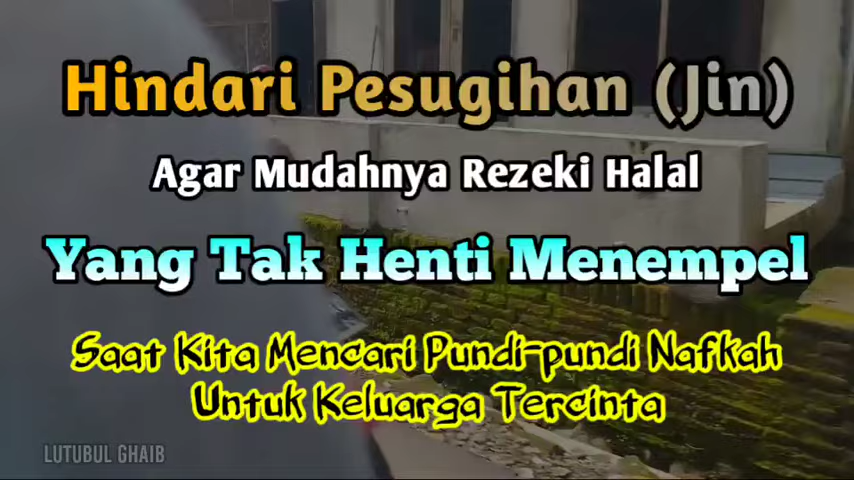 Hindari Pesugihan (Jin)
Agar Mudahnya Rezeki Halal
Yang Tak Henti Menempel
Saat Kita Mencari Pundi-pundi Nafkah
Untuk Keluarga Tercinta
LUTUBUL GHAIB